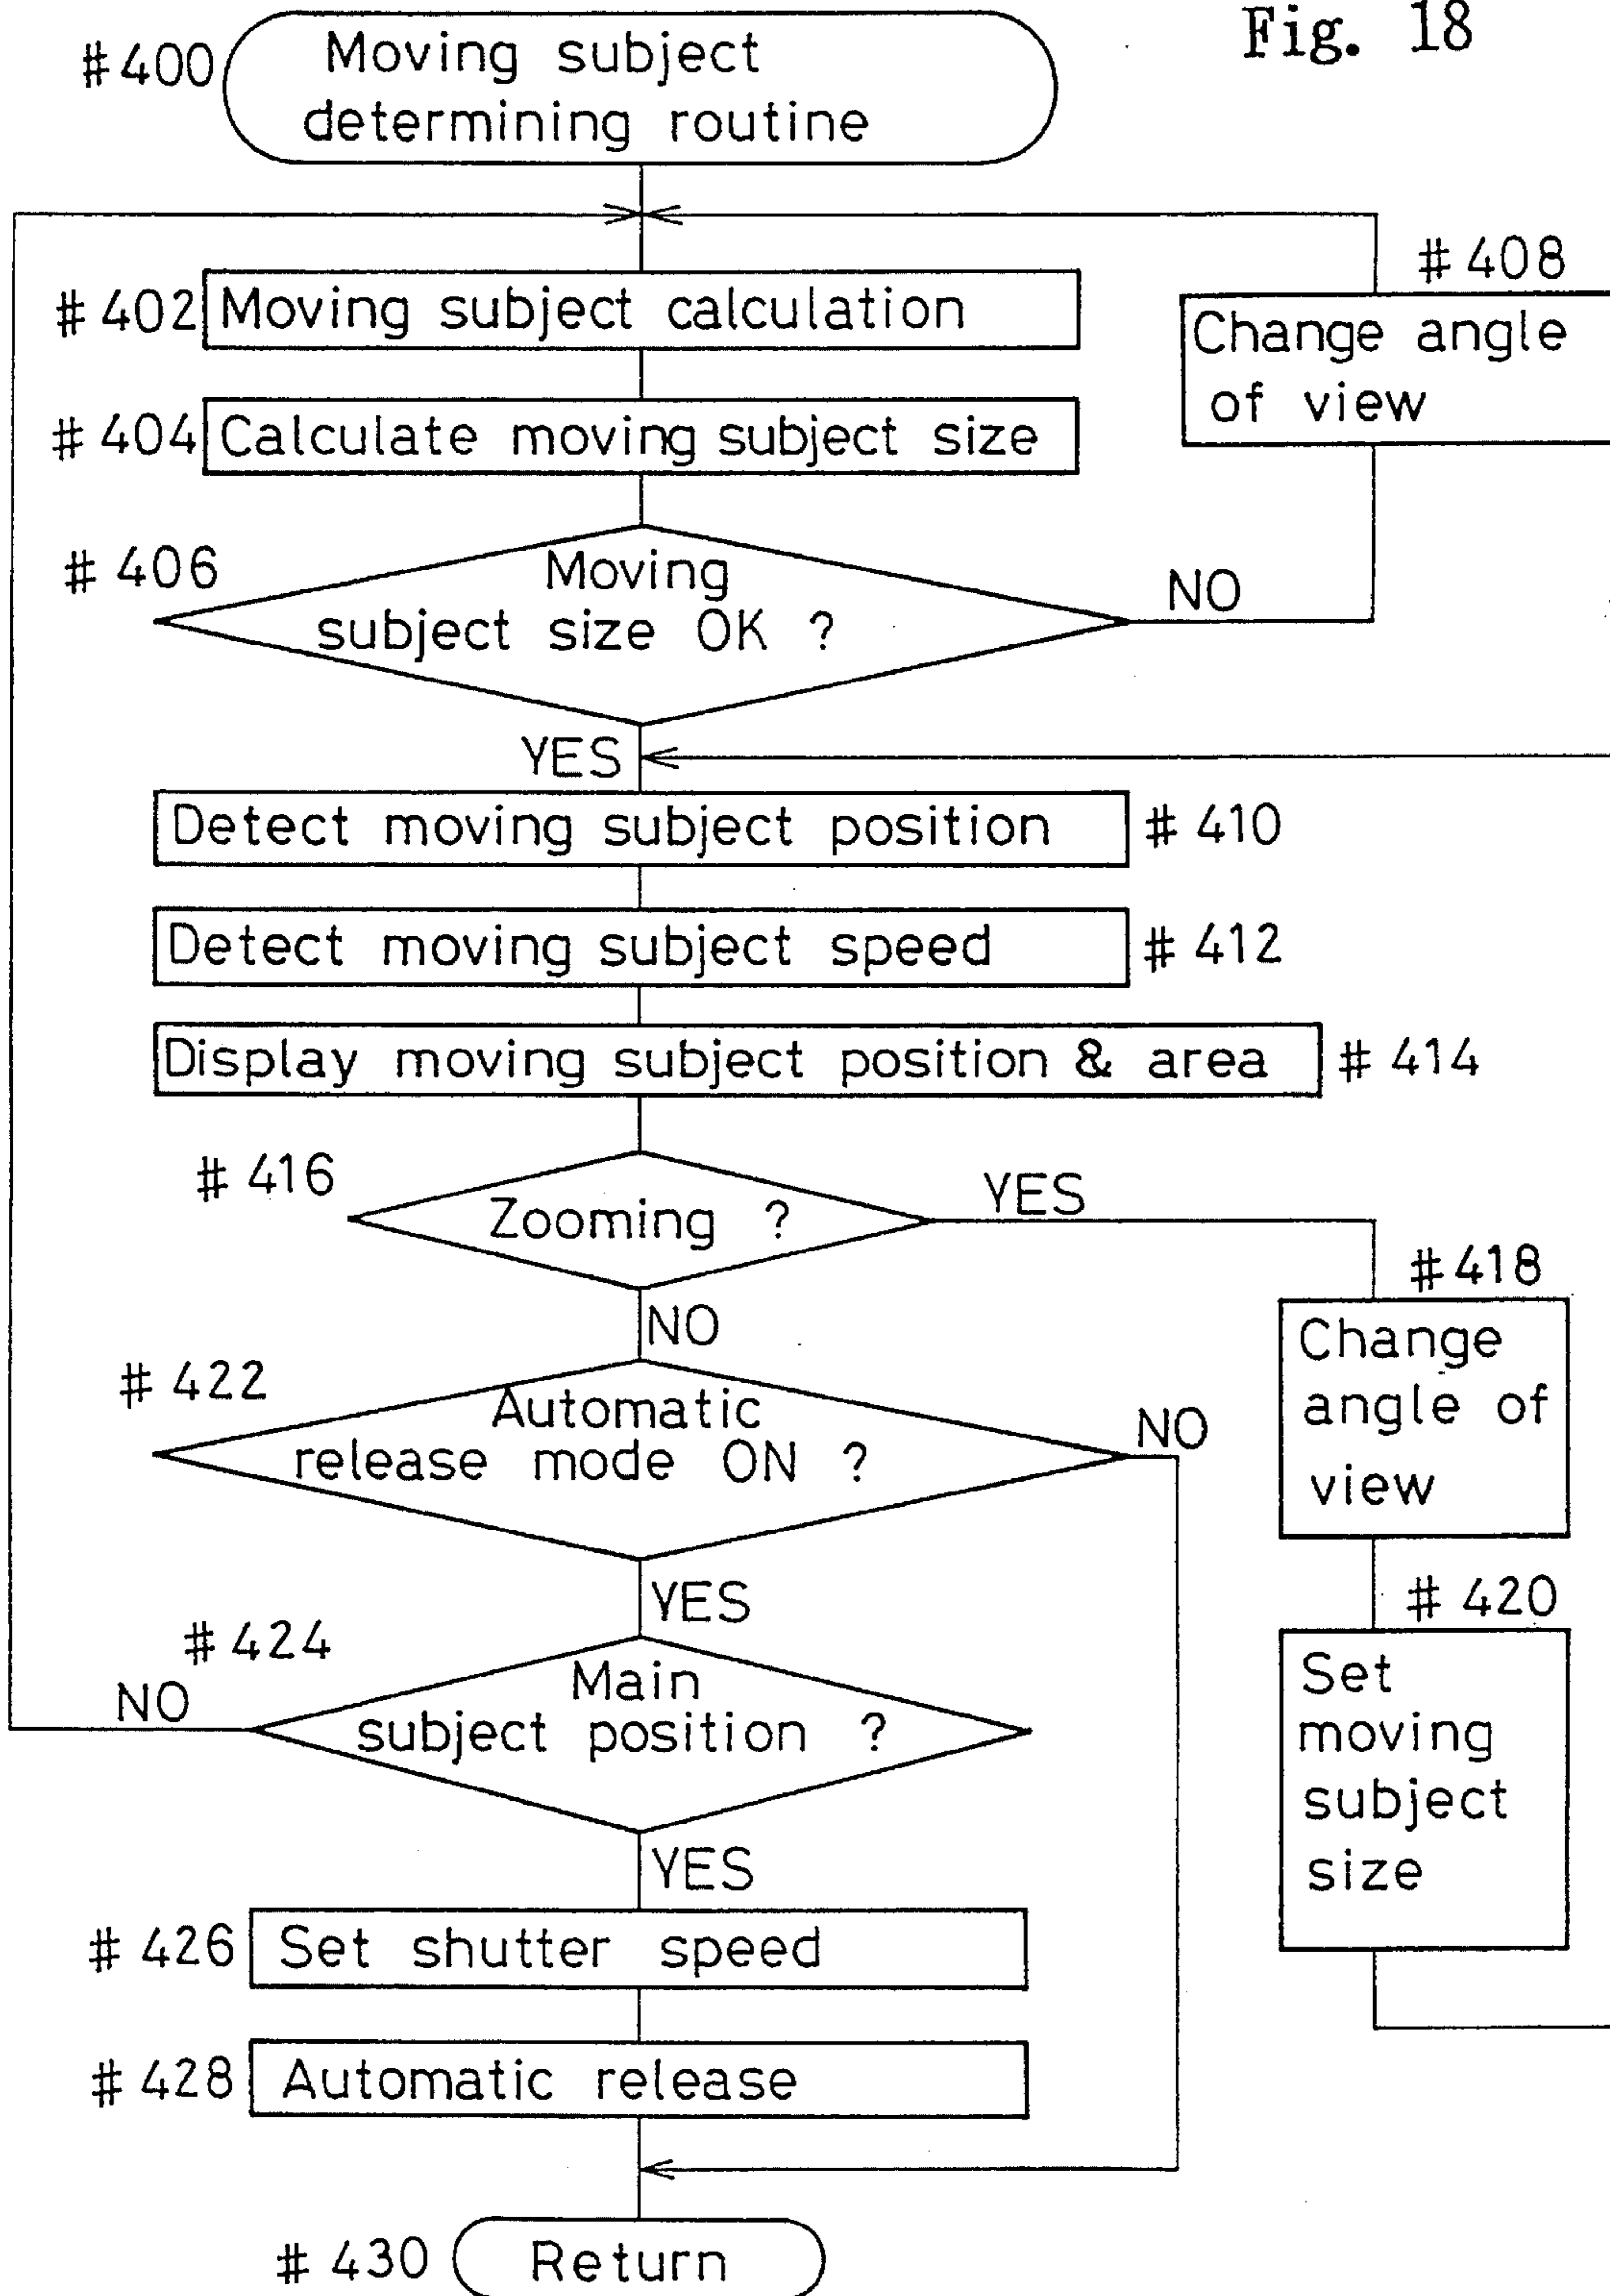 Fig. 18
#400
Moving subject
determining routine
#402
Moving subject calculation
#404
Calculate moving subject size
#406
Moving
subject size OK ?
NO
#408
Change angle
of view
YES
Detect moving subject position
#410
Detect moving subject speed
#412
Display moving subject position & area
#414
#416
Zooming ?
YES
#418
Change
angle of
view
#420
Set
moving
subject
size
NO
#422
Automatic
release mode ON ?
NO
YES
#424
Main
subject position ?
NO
YES
#426
Set shutter speed
#428
Automatic release
#430
Return